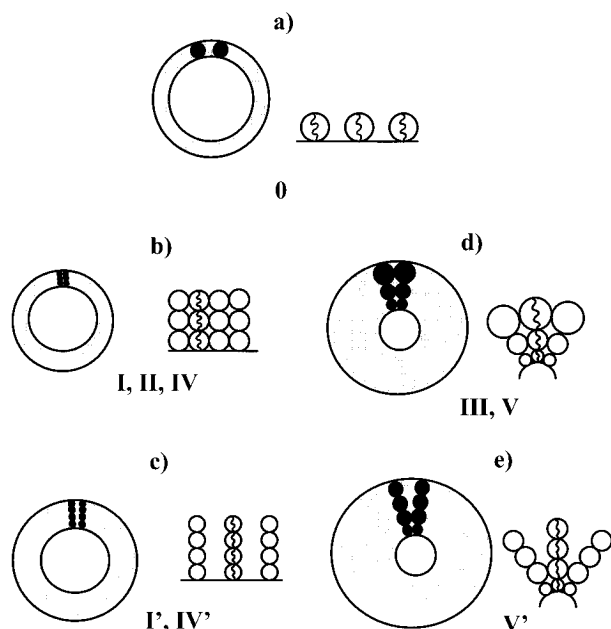 a)
0
b)
d)
I, II, IV
III, V
c)
e)
I', IV'
V'